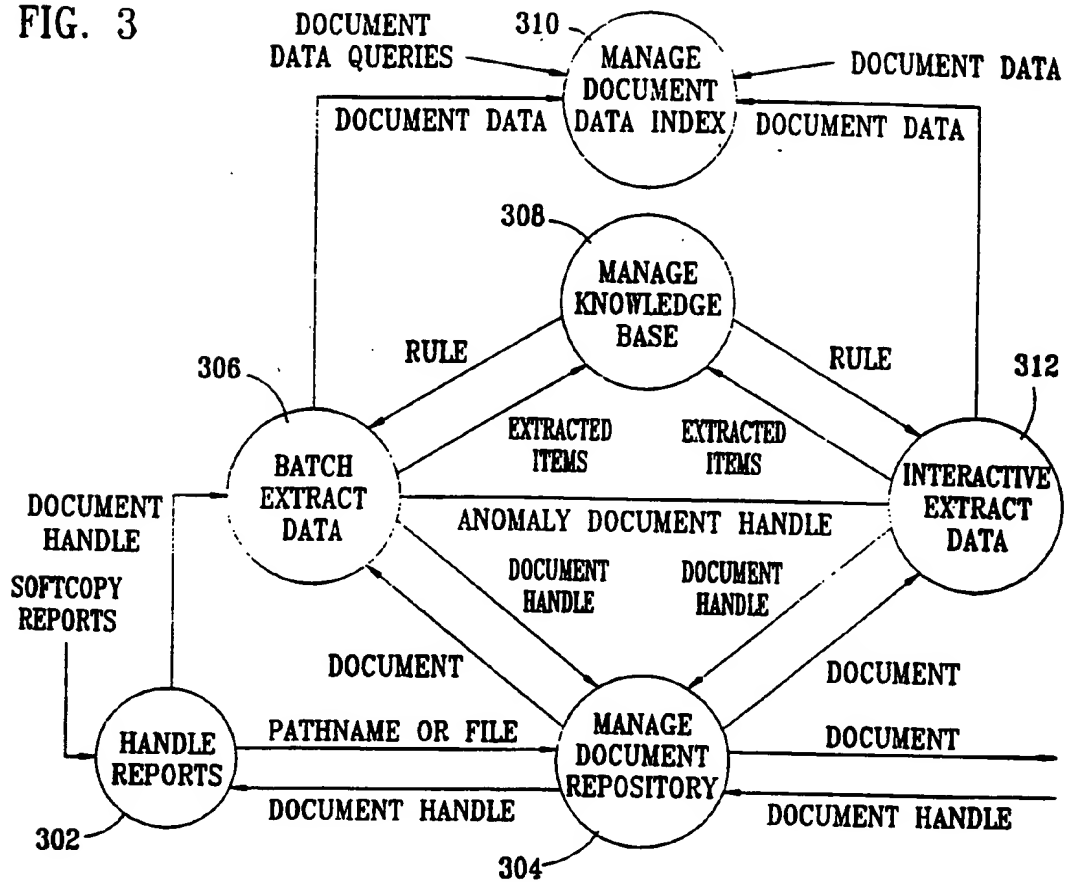 FIG. 3
DOCUMENT
DATA QUERIES
310
MANAGE
DOCUMENT
DATA INDEX
DOCUMENT DATA
DOCUMENT DATA
DOCUMENT DATA
308
MANAGE
KNOWLEDGE
BASE
RULE
RULE
306
312
EXTRACTED
ITEMS
EXTRACTED
ITEMS
BATCH
EXTRACT
DATA
INTERACTIVE
EXTRACT
DATA
ANOMALY DOCUMENT HANDLE
DOCUMENT
HANDLE
SOFTCOPY
REPORTS
DOCUMENT
HANDLE
DOCUMENT
HANDLE
DOCUMENT
DOCUMENT
HANDLE
REPORTS
302
PATHNAME OR FILE
DOCUMENT HANDLE
MANAGE
DOCUMENT
REPOSITORY
304
DOCUMENT
DOCUMENT HANDLE